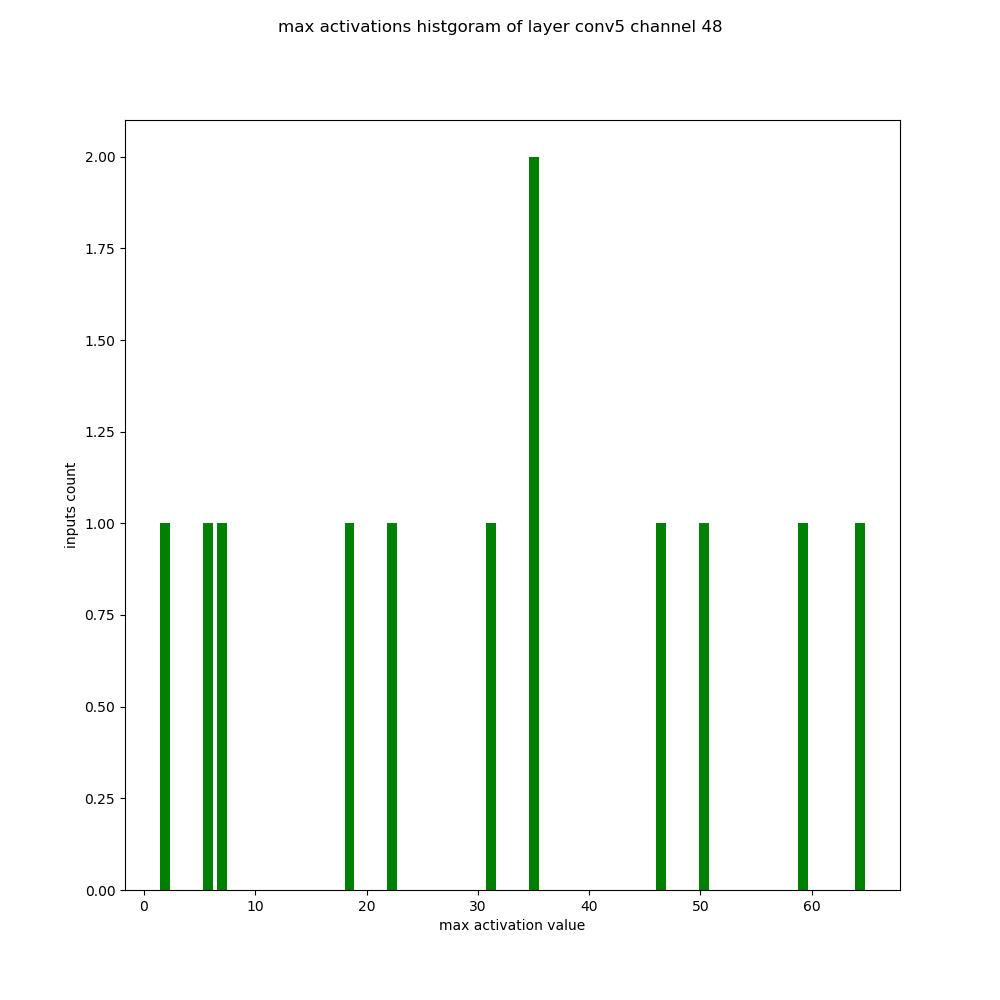 max activations histgoram of layer conv5 channel 48
2.00
1.75
1.50
1.25
1.00
0.75
0.50
0.25
0.00
inputs count
0 10 20 30 40 50 60
max activation value